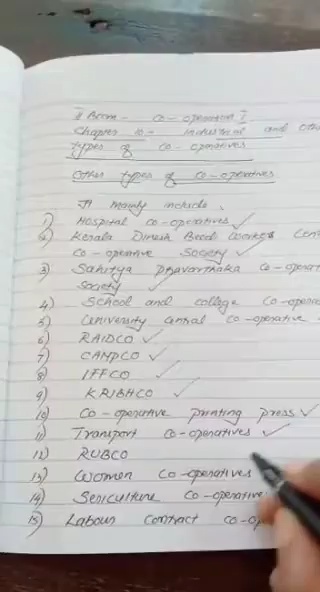 II Bcom - Co-operation I
Chapter 10 - Industrial and Oth
types of Co-operatives
Other types of Co-operatives
It mainly include.
1) Hospital Co-operatives ✓
2) Kerala Dinesh Beedi Workers Cen
Co-operative Society ✓
3) Sahitya Pravarthaka Co-operat
Society ✓
4) School and college Co-opera
5) University Central Co-operative
6) RAIDCO ✓
7) CAMPCO ✓
8) IFFCO ✓
9) KRIBHCO ✓
10) Co-operative printing press ✓
11) Transport Co-operatives ✓
12) RUBCO
13) Women Co-operatives
14) Sericulture Co-operative
15) Labour Contract Co-op